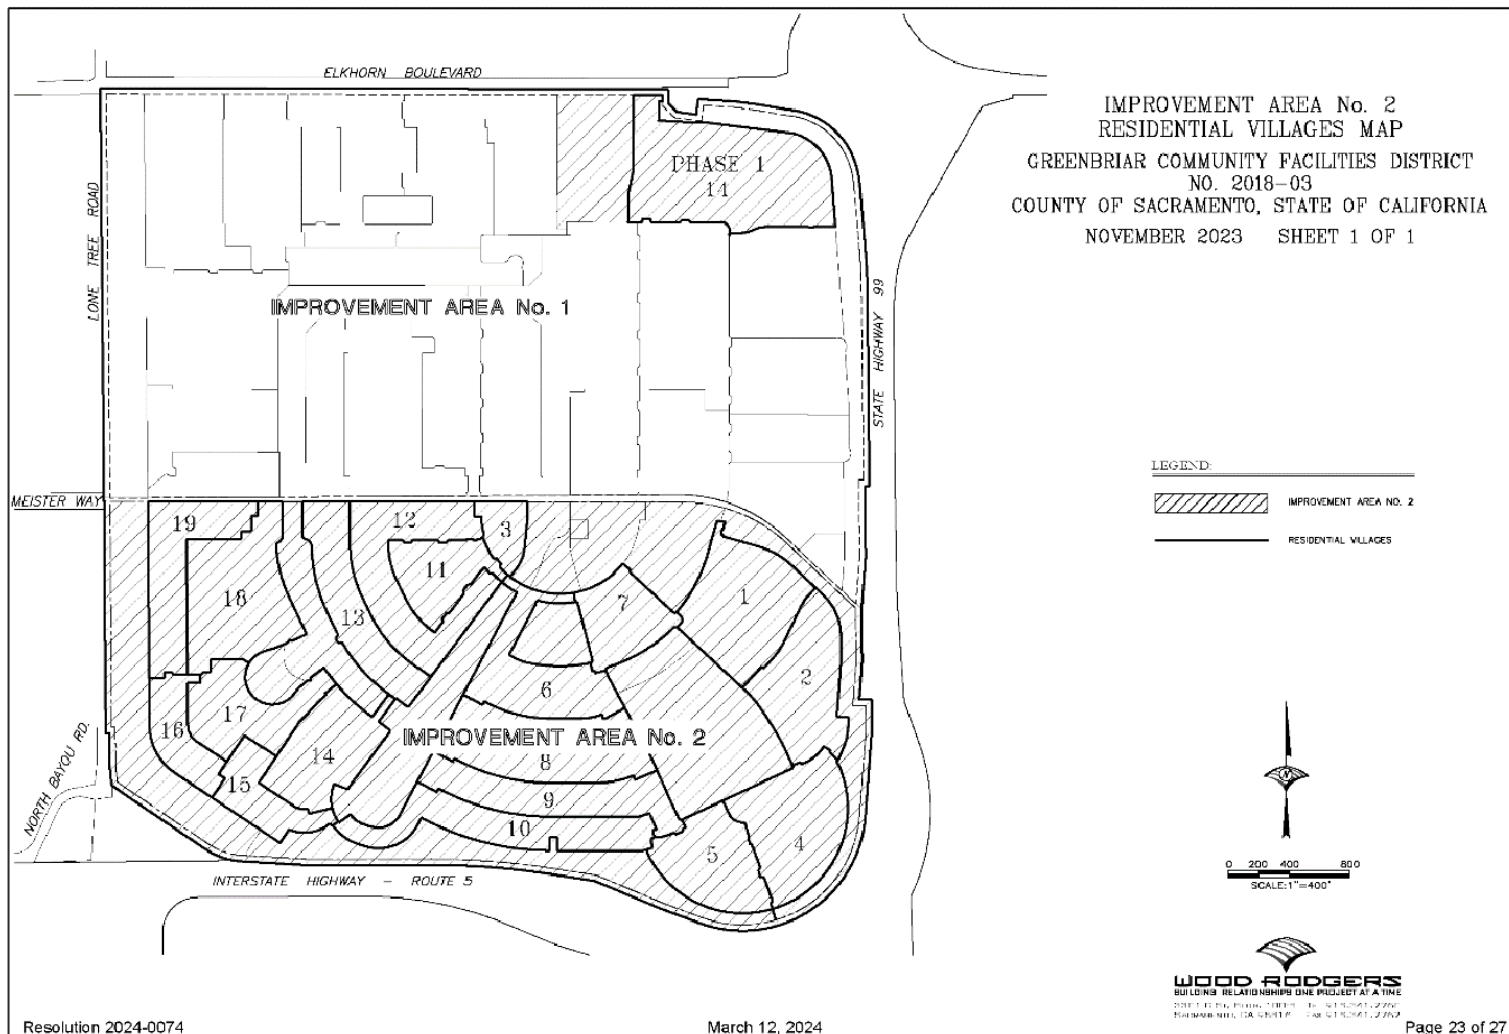 ELKHORN BOULEVARD
IMPROVEMENT AREA No. 2
RESIDENTIAL VILLAGES MAP
GREENBRIAR COMMUNITY FACILITIES DISTRICT
NO. 2018-03
COUNTY OF SACRAMENTO, STATE OF CALIFORNIA
NOVEMBER 2023 SHEET 1 OF 1
PHASE 1
14
LONE TREE ROAD
IMPROVEMENT AREA No. 1
STATE HIGHWAY 99
LEGEND:
IMPROVEMENT AREA NO. 2
RESIDENTIAL VILLAGES
MEISTER WAY
19
12
3
11
18
13
7
1
2
6
17
16
14
15
IMPROVEMENT AREA No. 2
8
9
10
5
4
NORTH BAYOU RD.
INTERSTATE HIGHWAY - ROUTE 5
N
0 200 400 800
SCALE: 1"=400'
WOOD RODGERS
BUILDING RELATIONSHIPS ONE PROJECT AT A TIME
SACRAMENTO, CA
Resolution 2024-0074
March 12, 2024
Page 23 of 27